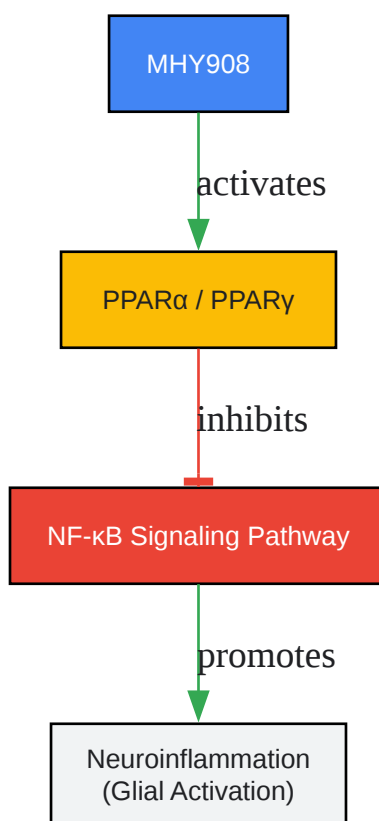 MHY908
activates
PPARα / PPARγ
inhibits
NF-κB Signaling Pathway
promotes
Neuroinflammation
(Glial Activation)